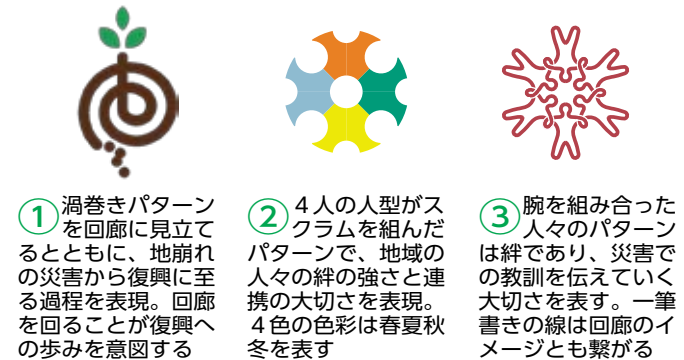 ① 渦巻きパターン
を回廊に見立て
るとともに、地崩れ
の災害から復興に至
る過程を表現。回廊
を回ることが復興へ
の歩みを意図する
② ４人の人型がス
クラムを組んだ
パターンで、地域の
人々の絆の強さと連
携の大切さを表現。
４色の色彩は春夏秋
冬を表す
③ 腕を組み合った
人々のパターン
は絆であり、災害で
の教訓を伝えていく
大切さを表す。一筆
書きの線は回廊のイ
メージとも繋がる